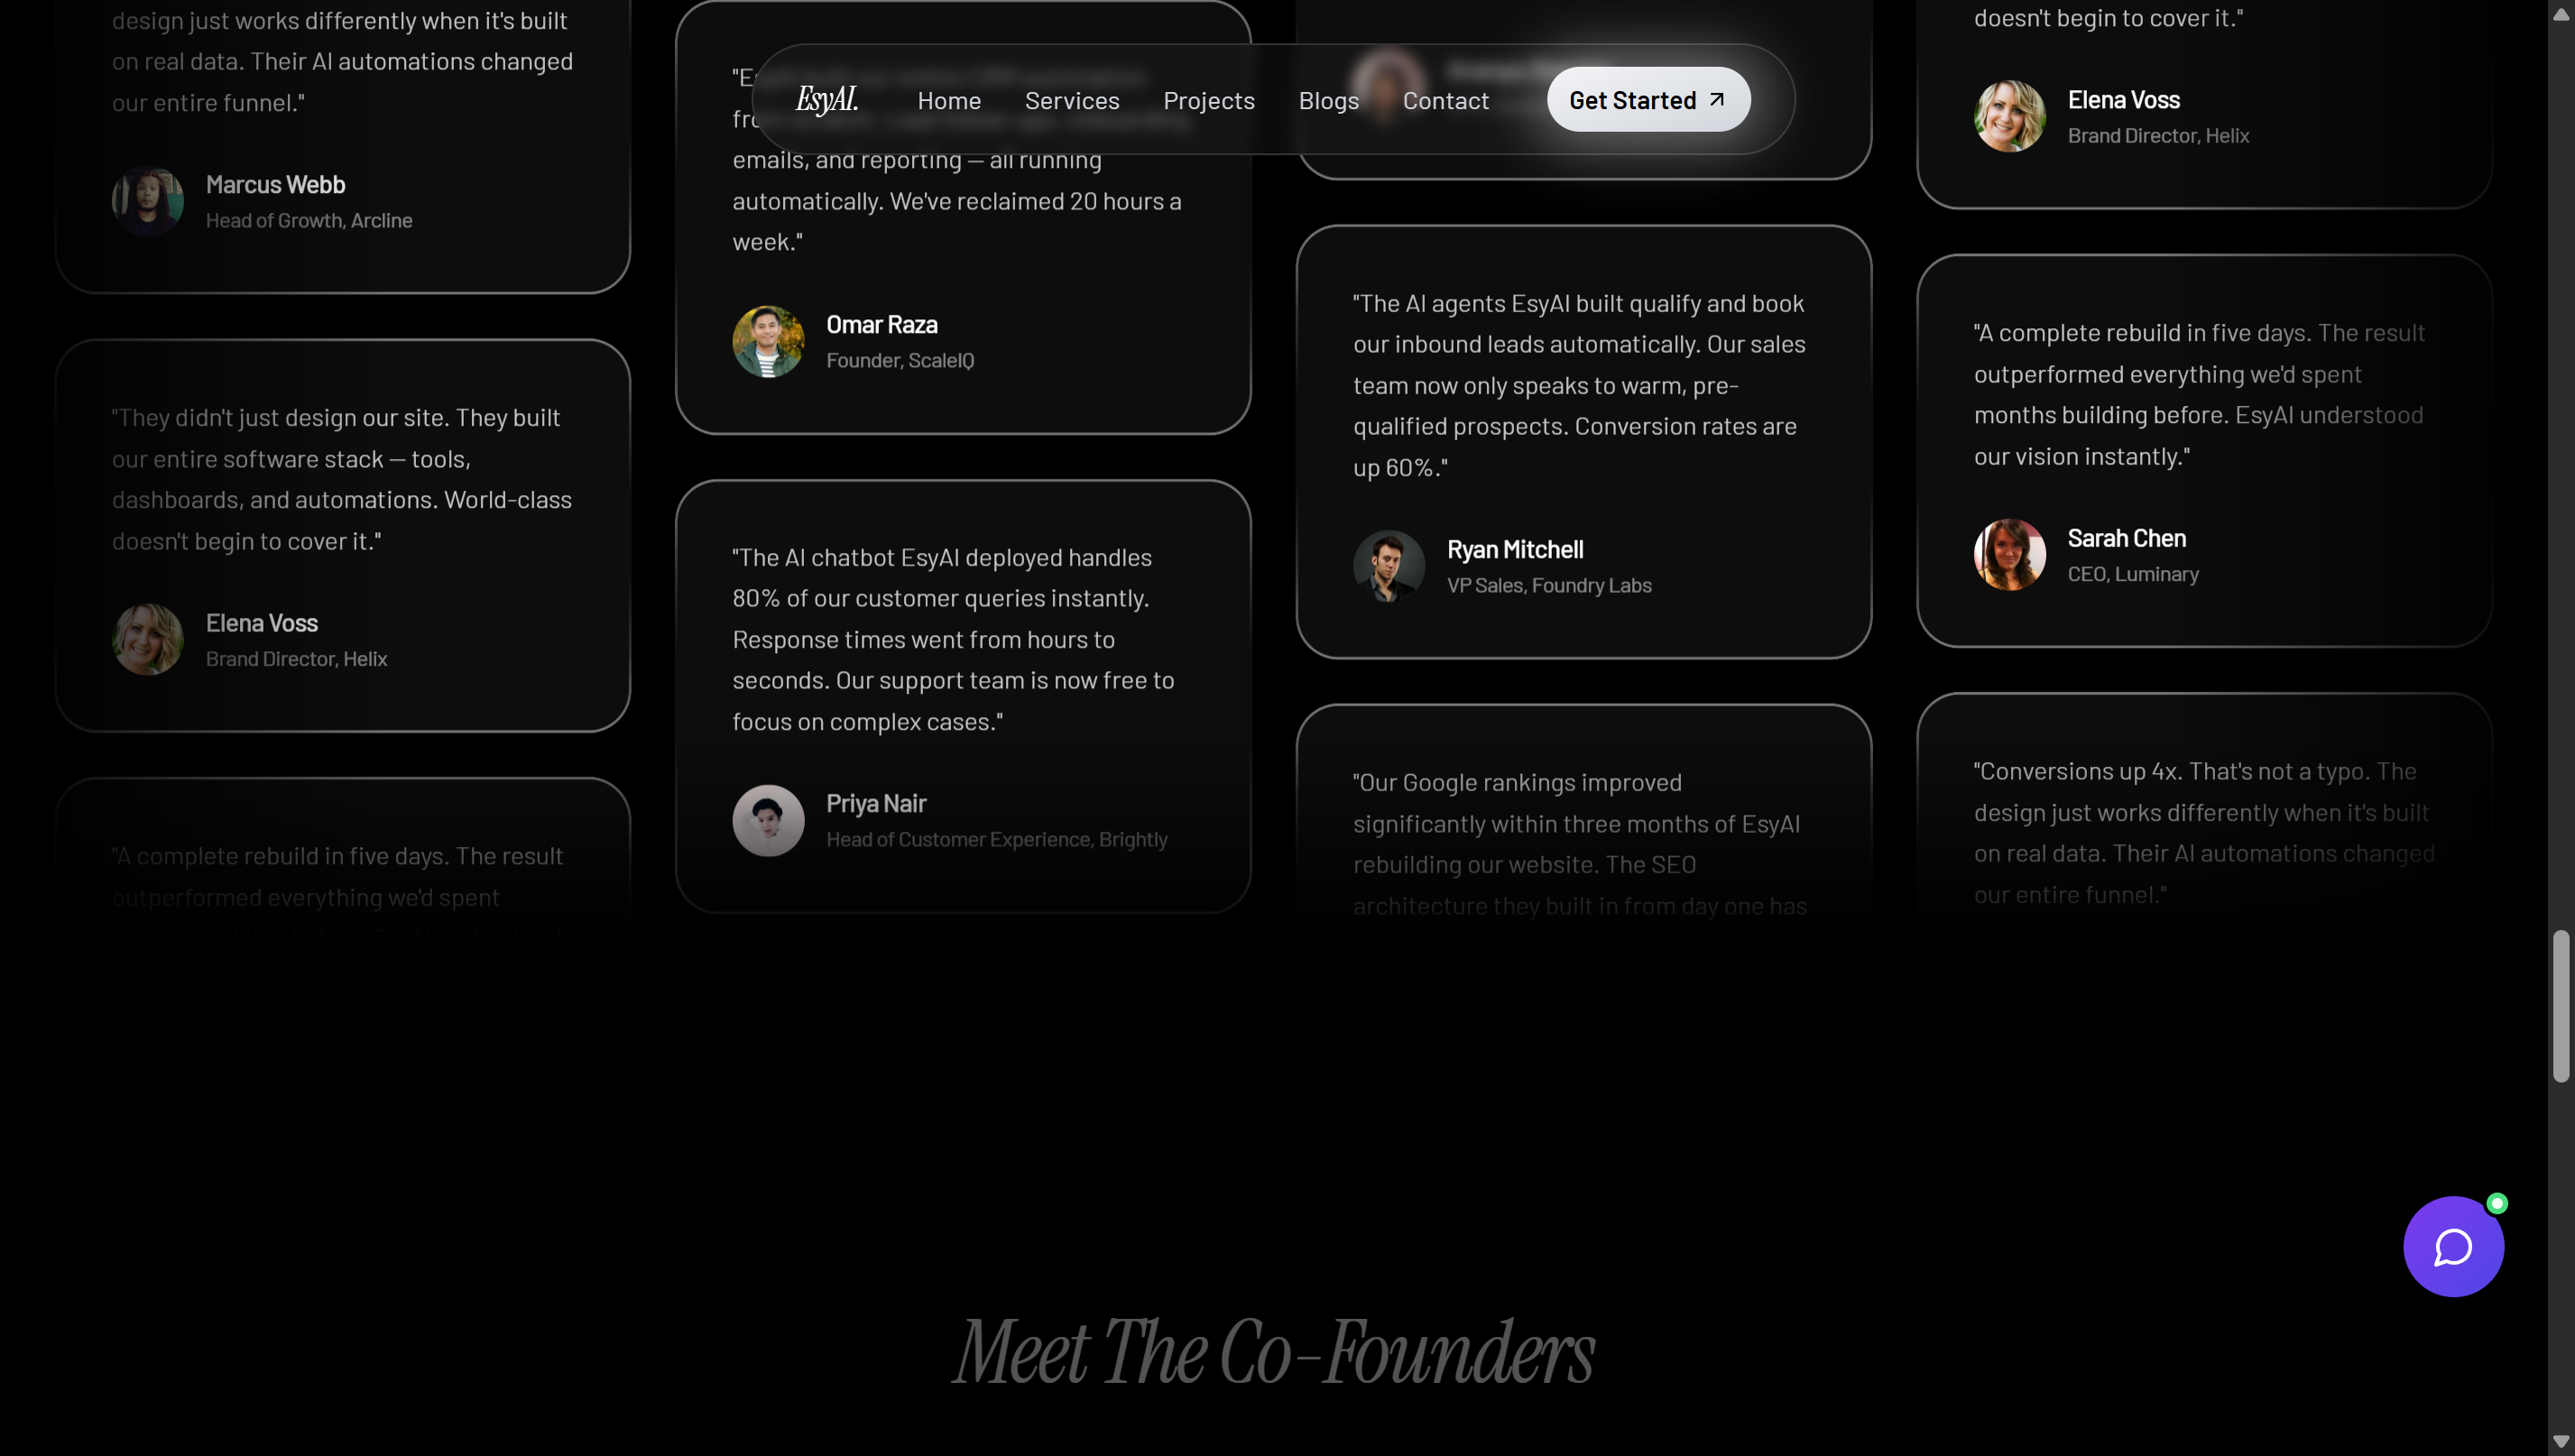 EsyAI.
Home
Services
Projects
Blogs
Contact
Get Started
design just works differently when it's built
on real data. Their AI automations changed
our entire funnel."
Marcus Webb
Head of Growth, Arcline
"They didn't just design our site. They built
our entire software stack — tools,
dashboards, and automations. World-class
doesn't begin to cover it."
Elena Voss
Brand Director, Helix
"A complete rebuild in five days. The result
outperformed everything we'd spent
emails, and reporting — all running
automatically. We've reclaimed 20 hours a
week."
Omar Raza
Founder, ScaleIQ
"The AI chatbot EsyAI deployed handles
80% of our customer queries instantly.
Response times went from hours to
seconds. Our support team is now free to
focus on complex cases."
Priya Nair
Head of Customer Experience, Brightly
"The AI agents EsyAI built qualify and book
our inbound leads automatically. Our sales
team now only speaks to warm, pre-
qualified prospects. Conversion rates are
up 60%."
Ryan Mitchell
VP Sales, Foundry Labs
"Our Google rankings improved
significantly within three months of EsyAI
rebuilding our website. The SEO
architecture they built in from day one has
doesn't begin to cover it."
Elena Voss
Brand Director, Helix
"A complete rebuild in five days. The result
outperformed everything we'd spent
months building before. EsyAI understood
our vision instantly."
Sarah Chen
CEO, Luminary
"Conversions up 4x. That's not a typo. The
design just works differently when it's built
on real data. Their AI automations changed
our entire funnel."
Meet The Co-Founders